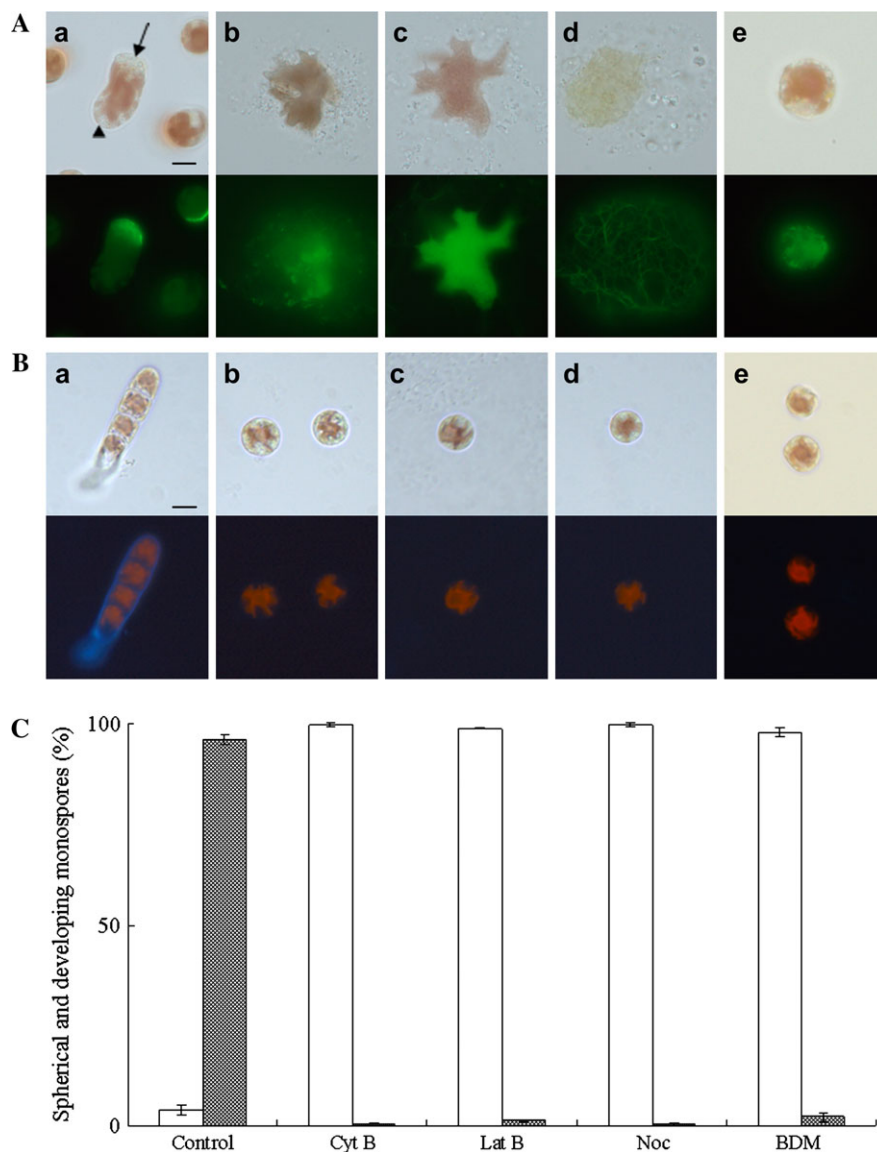 A
a b c d e
B
a b c d e
C
Spherical and developing monospores (%)
100
50
0
Control Cyt B Lat B Noc BDM